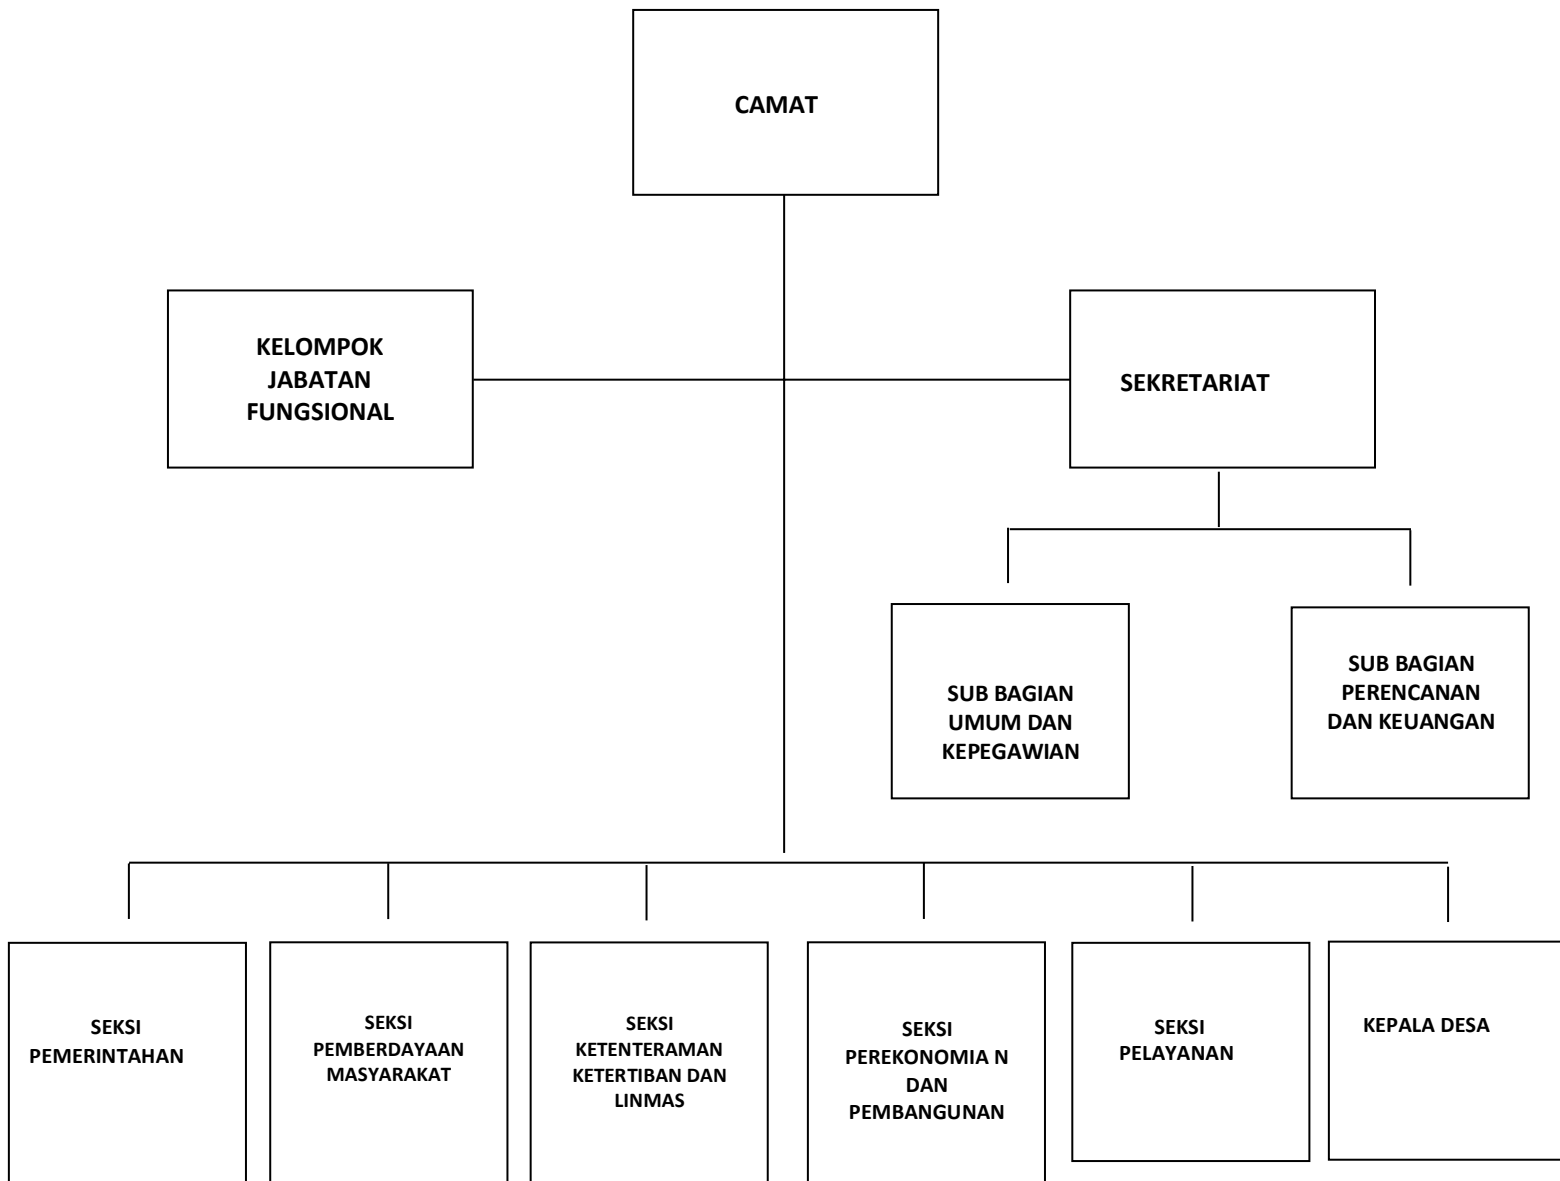 CAMAT
KELOMPOK
JABATAN
FUNGSIONAL
SEKRETARIAT
SUB BAGIAN
UMUM DAN
KEPEGAWIAN
SUB BAGIAN
PERENCANAN
DAN KEUANGAN
SEKSI
PEMERINTAHAN
SEKSI
PEMBERDAYAAN
MASYARAKAT
SEKSI
KETENTERAMAN
KETERTIBAN DAN
LINMAS
SEKSI
PEREKONOMIA N
DAN
PEMBANGUNAN
SEKSI
PELAYANAN
KEPALA DESA